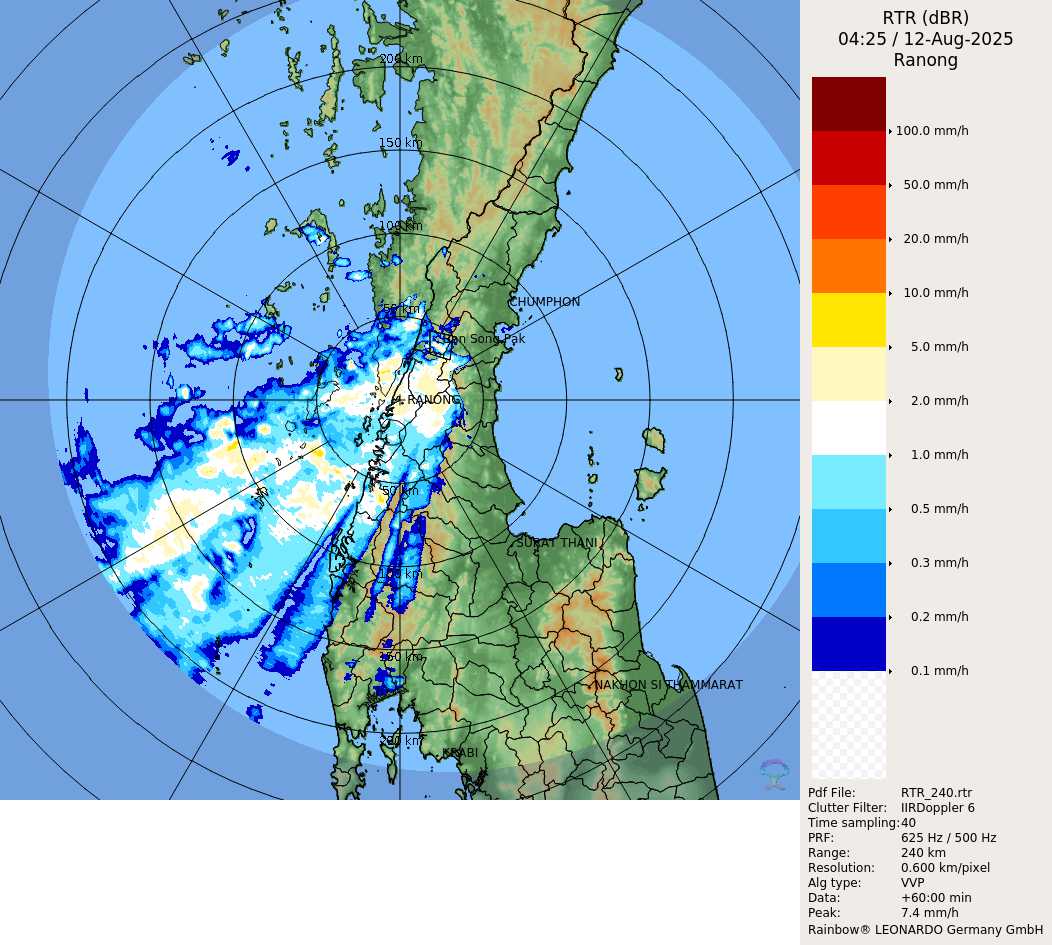 RTR (dBR)
04:25 / 12-Aug-2025
Ranong
200 km
150 km
100 km
50 km
CHUMPHON
Ban Song Pak
RANONG
50 km
SURAT THANI
100 km
150 km
NAKHON SI THAMMARAT
200 km
KRABI
100.0 mm/h
50.0 mm/h
20.0 mm/h
10.0 mm/h
5.0 mm/h
2.0 mm/h
1.0 mm/h
0.5 mm/h
0.3 mm/h
0.2 mm/h
0.1 mm/h
Pdf File: RTR_240.rtr
Clutter Filter: IIRDoppler 6
Time sampling: 40
PRF: 625 Hz / 500 Hz
Range: 240 km
Resolution: 0.600 km/pixel
Alg type: VVP
Data: +60:00 min
Peak: 7.4 mm/h
Rainbow® LEONARDO Germany GmbH